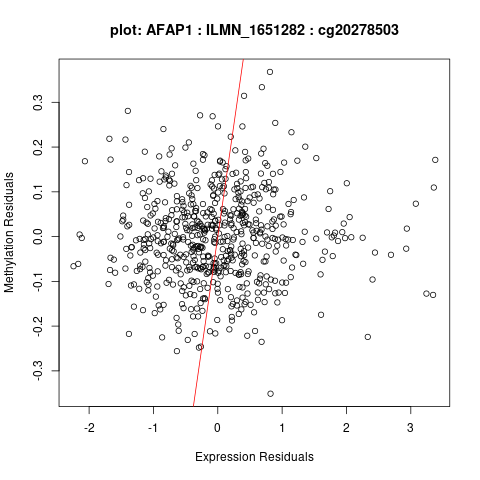 plot: AFAP1 : ILMN_1651282 : cg20278503
Methylation Residuals
0.3
0.2
0.1
0.0
-0.1
-0.2
-0.3
-2 -1 0 1 2 3
Expression Residuals